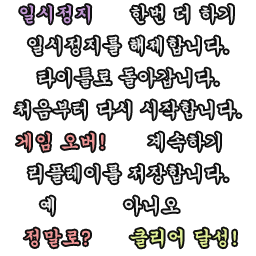 일시정지 한번 더 하기
일시정지를 해제합니다.
타이틀로 돌아갑니다.
처음부터 다시 시작합니다.
게임 오버! 계속하기
리플레이를 저장합니다.
예 아니오
정말로? 클리어 달성!